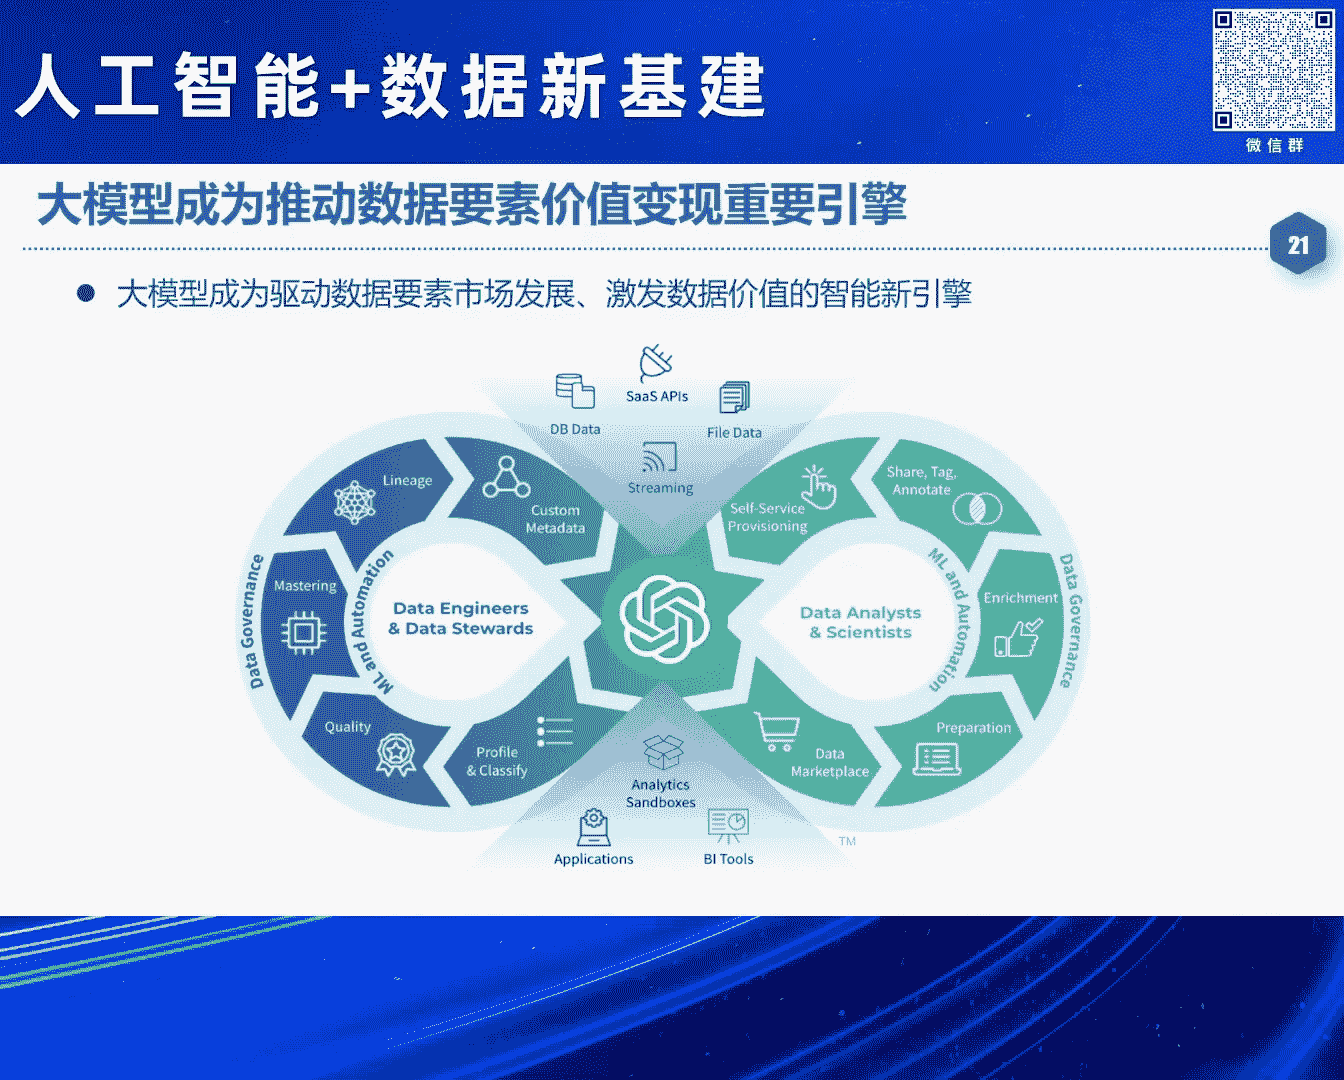 人工智能+数据新基建
微信群
大模型成为推动数据要素价值变现重要引擎
21
大模型成为驱动数据要素市场发展、激发数据价值的智能新引擎
SaaS APIs
DB Data
File Data
Streaming
Lineage
Custom
Metadata
Self-Service
Provisioning
Share, Tag,
Annotate
Data Governance
Mastering
ML and Automation
Data Engineers
& Data Stewards
Data Analysts
& Scientists
ML and Automation
Enrichment
Data Governance
Quality
Profile
& Classify
Data
Marketplace
Preparation
Analytics
Sandboxes
Applications
BI Tools
TM